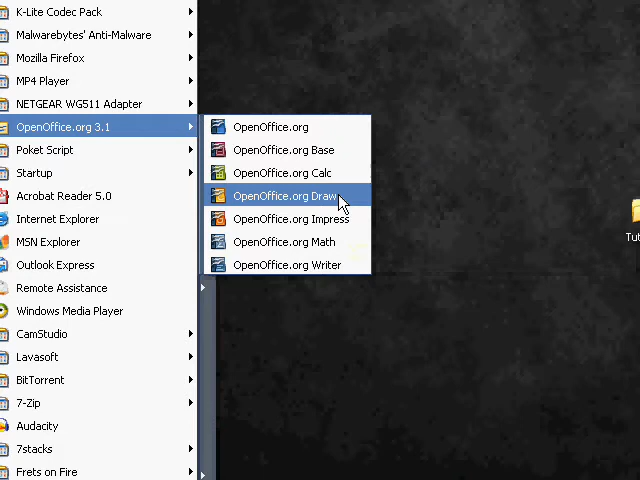 K-Lite Codec Pack
Malwarebytes' Anti-Malware
Mozilla Firefox
MP4 Player
NETGEAR WG511 Adapter
OpenOffice.org 3.1
Poket Script
Startup
Acrobat Reader 5.0
Internet Explorer
MSN Explorer
Outlook Express
Remote Assistance
Windows Media Player
CamStudio
Lavasoft
BitTorrent
7-Zip
Audacity
7stacks
Frets on Fire
OpenOffice.org
OpenOffice.org Base
OpenOffice.org Calc
OpenOffice.org Draw
OpenOffice.org Impress
OpenOffice.org Math
OpenOffice.org Writer